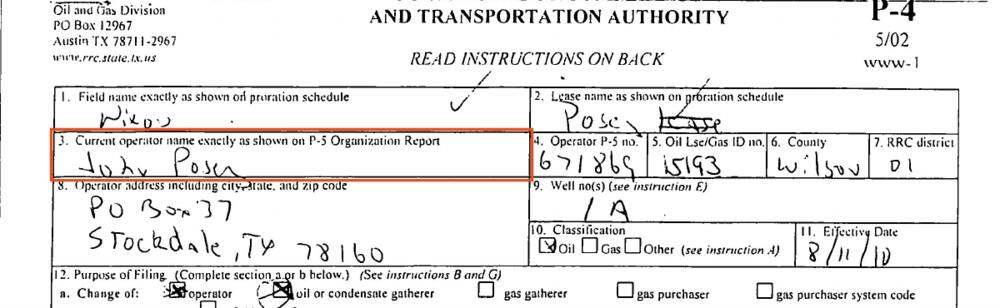 Oil and Gas Division
PO Box 12967
Austin TX 78711-2967
www.rrc.state.tx.us
AND TRANSPORTATION AUTHORITY
READ INSTRUCTIONS ON BACK
P-4
5/02
www-1
1. Field name exactly as shown on proration schedule
Nixon
2. Lease name as shown on proration schedule
Posey
3. Current operator name exactly as shown on P-5 Organization Report
John Posey
4. Operator P-5 no.
671869
5. Oil Lse/Gas ID no.
15193
6. County
Wilson
7. RRC district
01
8. Operator address including city, State, and zip code
PO Box 37
Stockdale, TX 78160
9. Well no(s) (see instruction E)
1 A
10. Classification
Oil Gas Other (see instruction A)
11. Effective Date
8/11/10
12. Purpose of Filing (Complete section a or b below.) (See instructions B and G)
a. Change of: operator oil or condensate gatherer gas gatherer gas purchaser gas purchaser system code